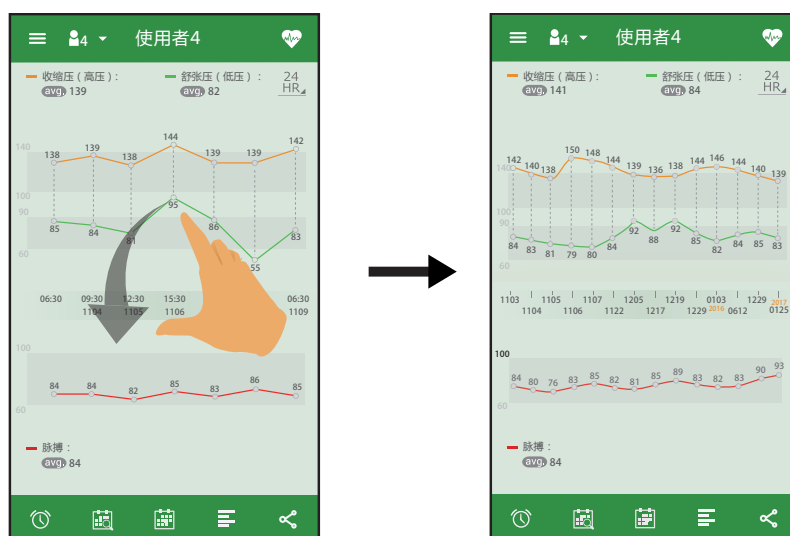 4 使用者4
收缩压 ( 高压 ) :
avg. 139
舒张压 ( 低压 ) :
avg. 82
24
HR
140
138 139 138 144 139 139 142
100
90
85 84 81 95 86 55 83
60
06:30 09:30 12:30 15:30 06:30
1104 1105 1106 1109
100
84 84 82 85 83 86 85
60
脉搏 :
avg. 84
4 使用者4
收缩压 ( 高压 ) :
avg. 141
舒张压 ( 低压 ) :
avg. 84
24
HR
140
142 140 138 150 148 144 139 136 138 144 146 144 140 139
100
90
84 83 81 79 80 84 92 88 92 85 82 84 85 83
60
1103 1105 1107 1205 1219 0103 1229 2017
1104 1106 1122 1217 1229 2016 0612 0125
100
84 80 76 83 85 82 81 85 89 83 82 83 90 93
60
脉搏 :
avg. 84